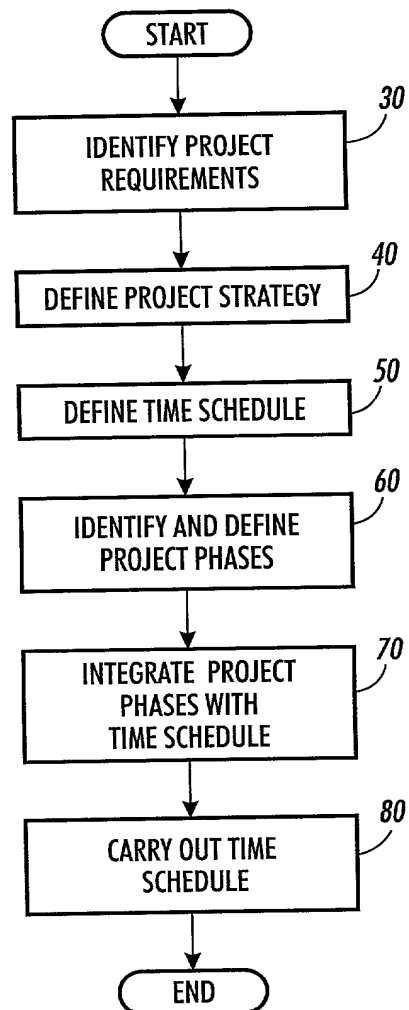 START
30
IDENTIFY PROJECT
REQUIREMENTS
40
DEFINE PROJECT STRATEGY
50
DEFINE TIME SCHEDULE
60
IDENTIFY AND DEFINE
PROJECT PHASES
70
INTEGRATE PROJECT
PHASES WITH
TIME SCHEDULE
80
CARRY OUT TIME
SCHEDULE
END